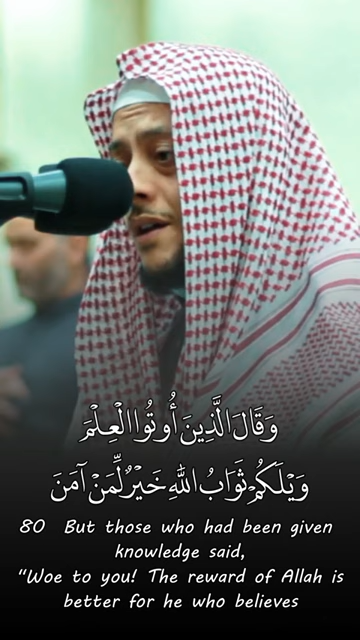 وَقَالَ الَّذِينَ أُوتُوا الْعِلْمَ
وَيْلَكُمْ ثَوَابُ اللَّهِ خَيْرٌ لِّمَنْ آمَنَ
80 But those who had been given
knowledge said,
"Woe to you! The reward of Allah is
better for he who believes